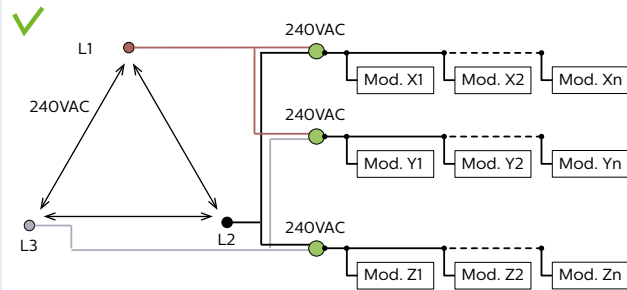 240VAC
L1
Mod. X1
Mod. X2
Mod. Xn
240VAC
240VAC
Mod. Y1
Mod. Y2
Mod. Yn
240VAC
L3
L2
Mod. Z1
Mod. Z2
Mod. Zn